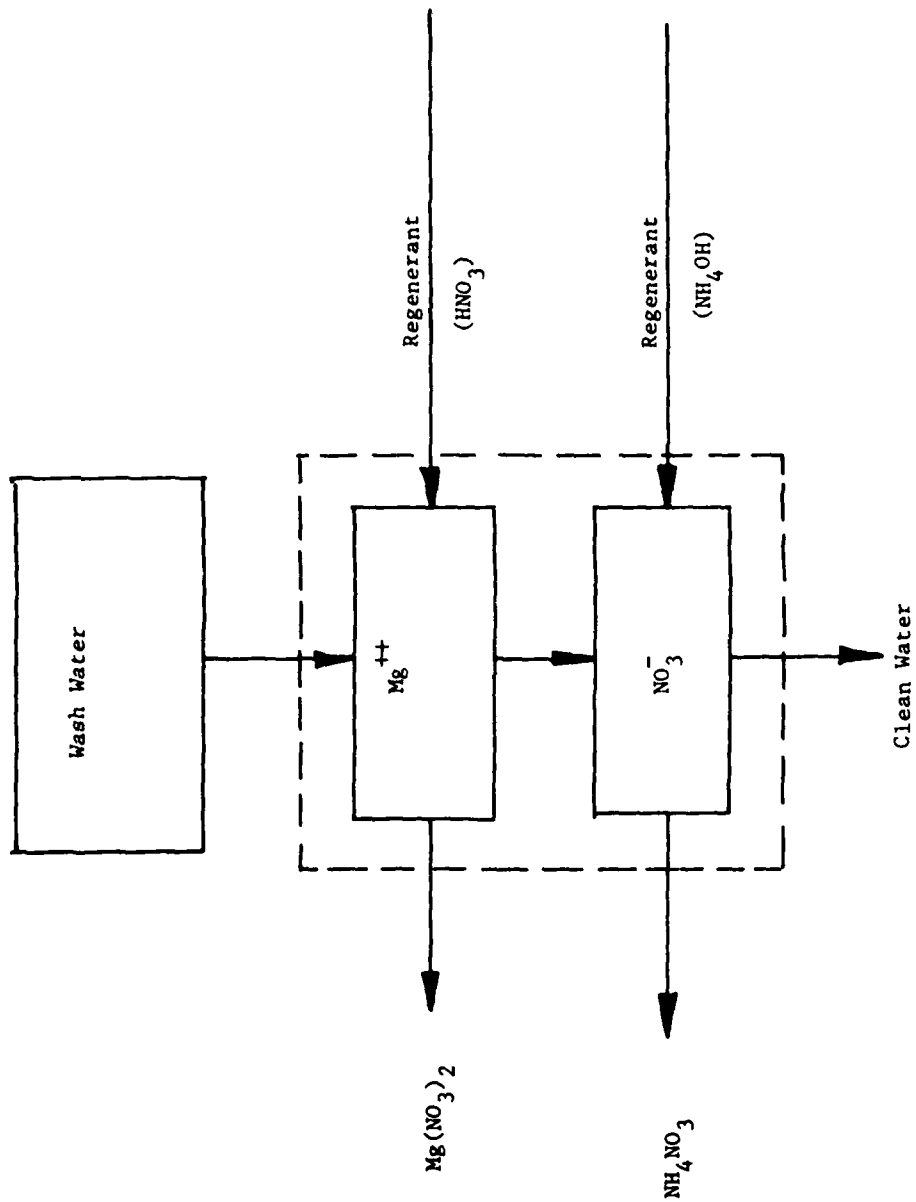 Wash Water
Mg++
Regenerant
(HNO3)
Mg(NO3)2
NO3-
Regenerant
(NH4OH)
NH4NO3
Clean Water